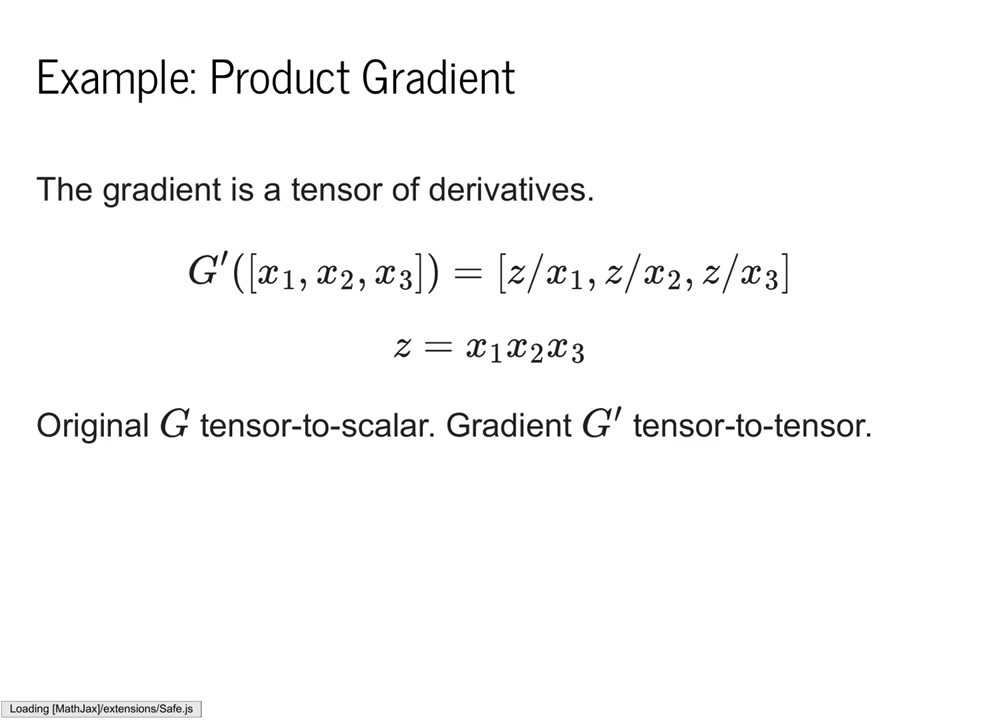 Example: Product Gradient
The gradient is a tensor of derivatives.
G′([x₁, x₂, x₃]) = [z/x₁, z/x₂, z/x₃]
z = x₁x₂x₃
Original G tensor-to-scalar. Gradient G′ tensor-to-tensor.
Loading [MathJax]/extensions/Safe.js